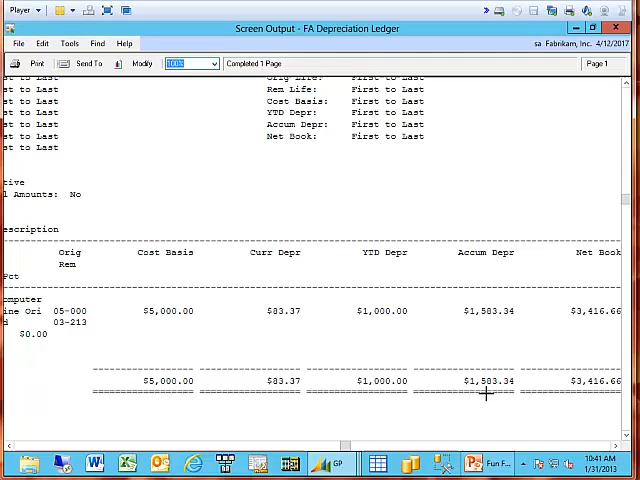 Player
Screen Output - FA Depreciation Ledger
File Edit Tools Find Help
sa Fabrikam, Inc. 4/12/2017
Print Send To Modify 100% Completed 1 Page Page 1
st to Last Orig Life: First to Last
st to Last Rem Life: First to Last
st to Last Cost Basis: First to Last
st to Last YTD Depr: First to Last
st to Last Accum Depr: First to Last
st to Last Net Book: First to Last
st to Last
tive
l Amounts: No
escription
Orig Cost Basis Curr Depr YTD Depr Accum Depr Net Book
Rem
Pct
omputer
ine Ori 05-000 $5,000.00 $83.37 $1,000.00 $1,583.34 $3,416.66
d 03-213
$0.00
$5,000.00 $83.37 $1,000.00 $1,583.34 $3,416.66
GP
Fun F...
10:41 AM
1/31/2013